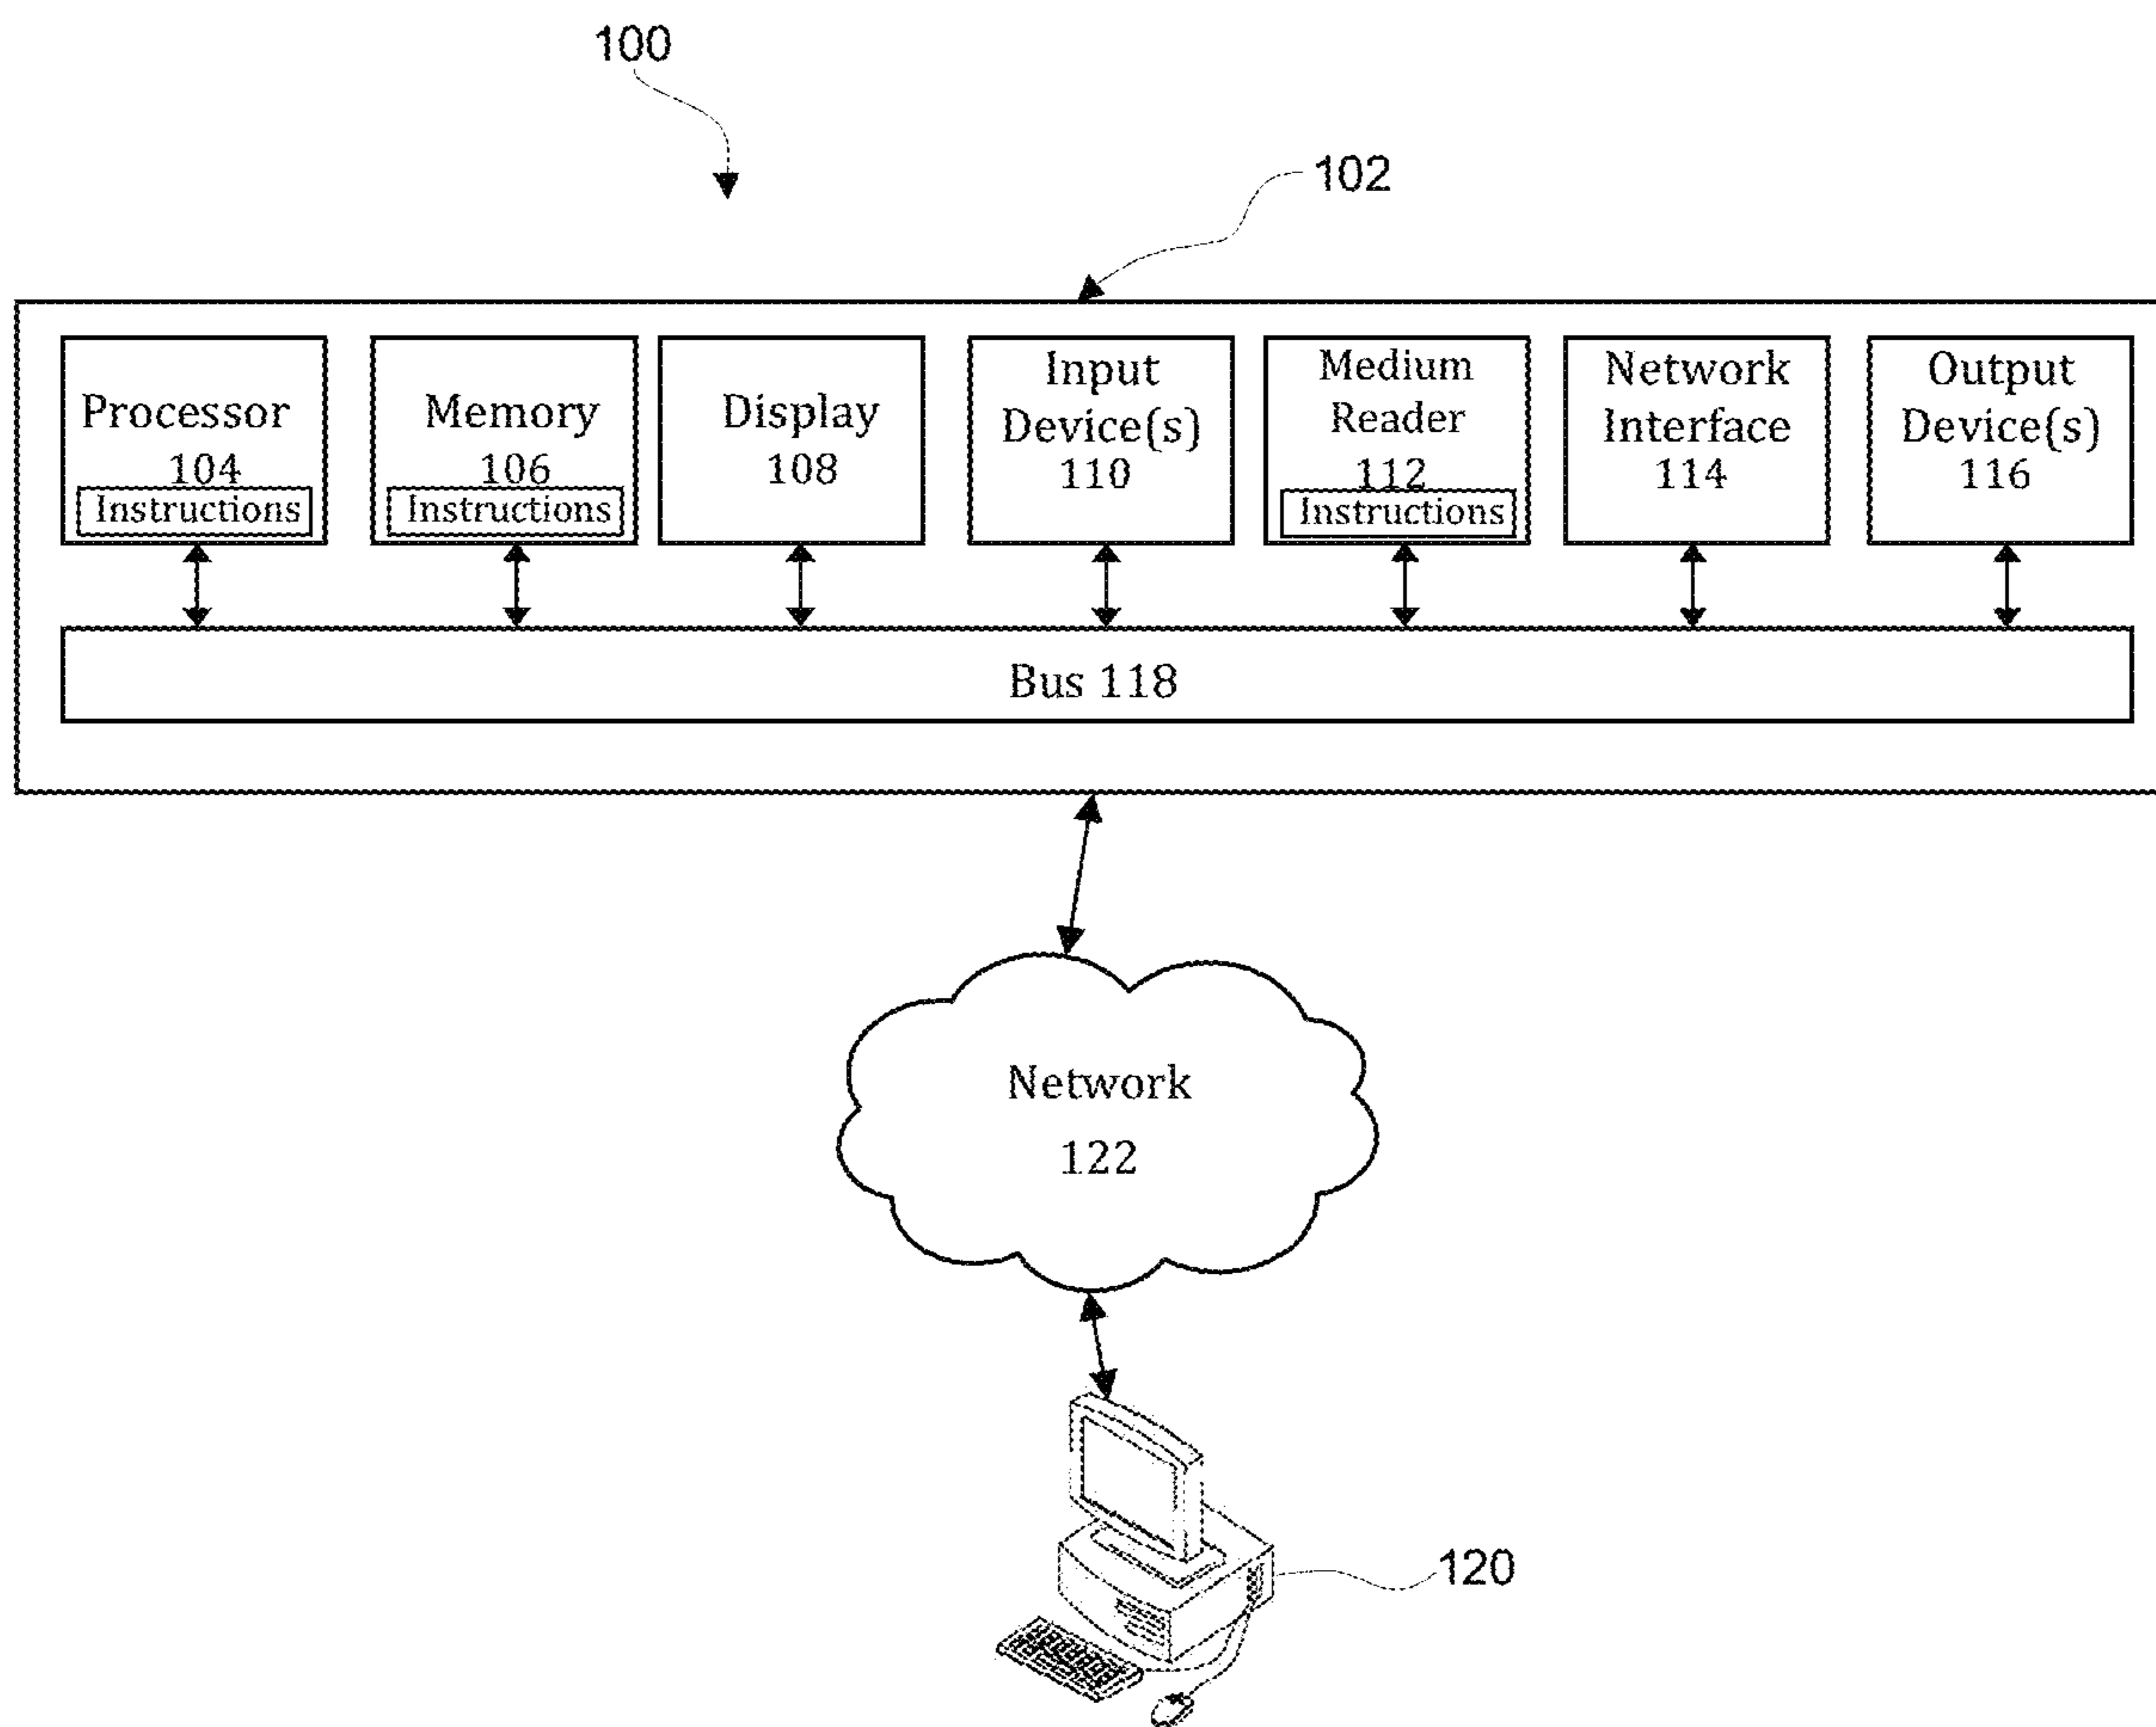 100
102
Processor
104
Instructions
Memory
106
Instructions
Display
108
Input
Device(s)
110
Medium
Reader
112
Instructions
Network
Interface
114
Output
Device(s)
116
Bus 118
Network
122
120